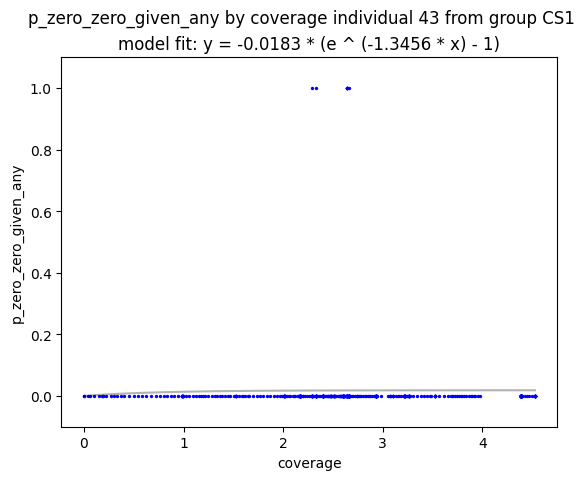 p_zero_zero_given_any by coverage individual 43 from group CS1
model fit: y = -0.0183 * (e ^ (-1.3456 * x) - 1)
p_zero_zero_given_any
1.0
0.8
0.6
0.4
0.2
0.0
0 1 2 3 4
coverage